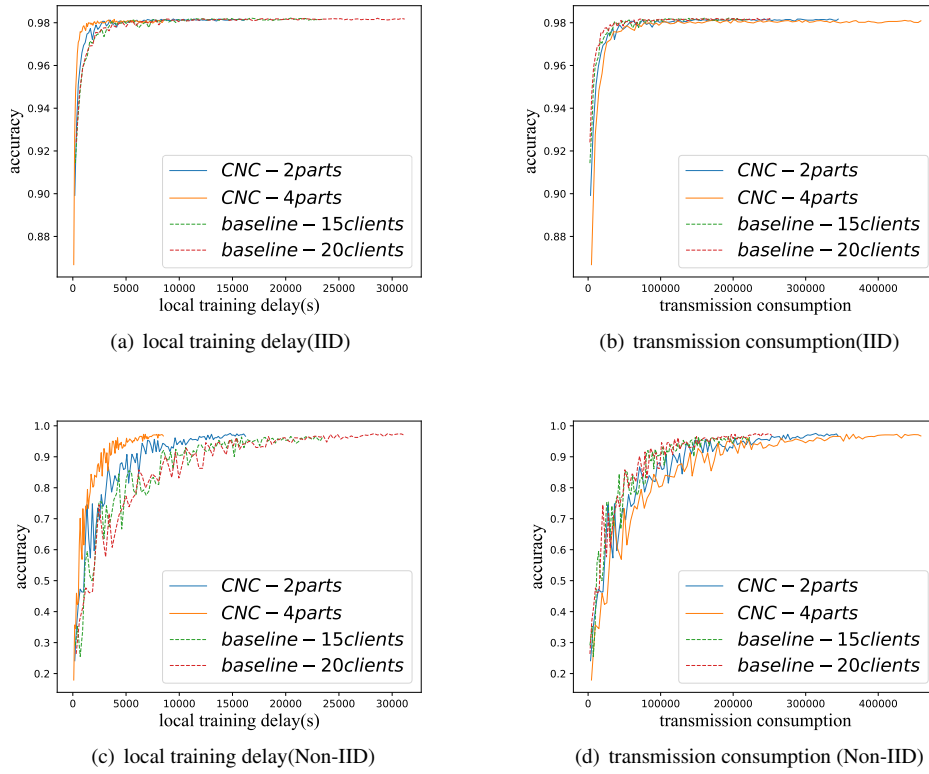 0.98
0.96
0.94
0.92
0.90
0.88
accuracy
CNC − 2parts
CNC − 4parts
baseline − 15clients
baseline − 20clients
0 5000 10000 15000 20000 25000 30000
local training delay(s)
(a) local training delay(IID)
0.98
0.96
0.94
0.92
0.90
0.88
accuracy
CNC − 2parts
CNC − 4parts
baseline − 15clients
baseline − 20clients
0 100000 200000 300000 400000
transmission consumption
(b) transmission consumption(IID)
1.0
0.9
0.8
0.7
0.6
0.5
0.4
0.3
0.2
accuracy
CNC − 2parts
CNC − 4parts
baseline − 15clients
baseline − 20clients
0 5000 10000 15000 20000 25000 30000
local training delay(s)
(c) local training delay(Non-IID)
1.0
0.9
0.8
0.7
0.6
0.5
0.4
0.3
0.2
accuracy
CNC − 2parts
CNC − 4parts
baseline − 15clients
baseline − 20clients
0 100000 200000 300000 400000
transmission consumption
(d) transmission consumption (Non-IID)